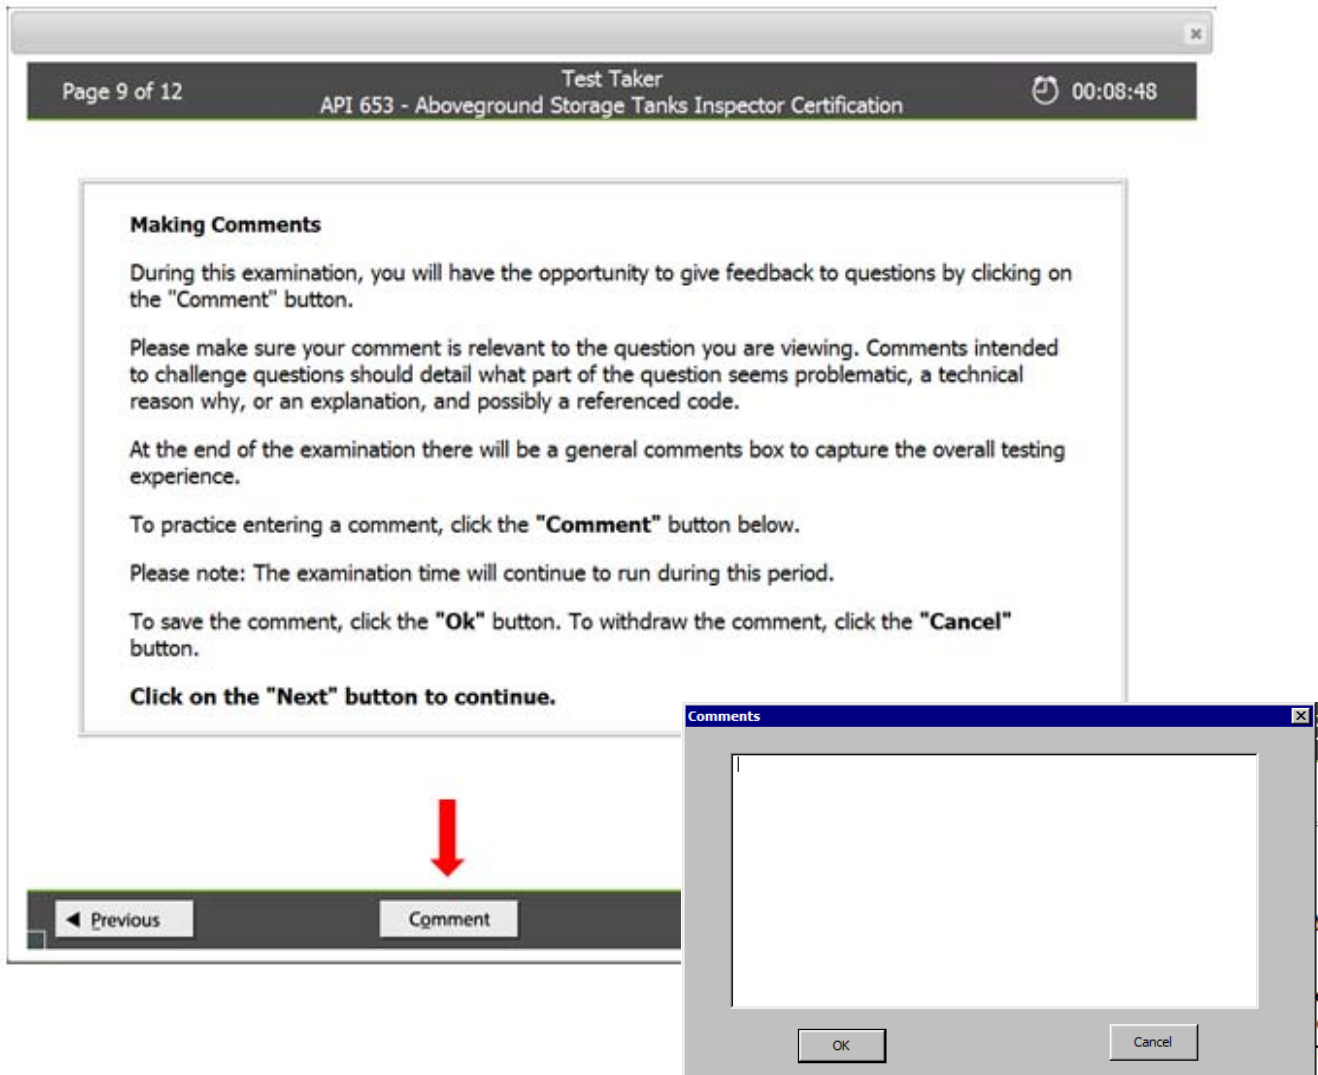 Page 9 of 12
Test Taker
API 653 - Aboveground Storage Tanks Inspector Certification
00:08:48
Making Comments
During this examination, you will have the opportunity to give feedback to questions by clicking on
the "Comment" button.
Please make sure your comment is relevant to the question you are viewing. Comments intended
to challenge questions should detail what part of the question seems problematic, a technical
reason why, or an explanation, and possibly a referenced code.
At the end of the examination there will be a general comments box to capture the overall testing
experience.
To practice entering a comment, click the "Comment" button below.
Please note: The examination time will continue to run during this period.
To save the comment, click the "Ok" button. To withdraw the comment, click the "Cancel"
button.
Click on the "Next" button to continue.
Comments
Previous
Comment
OK
Cancel